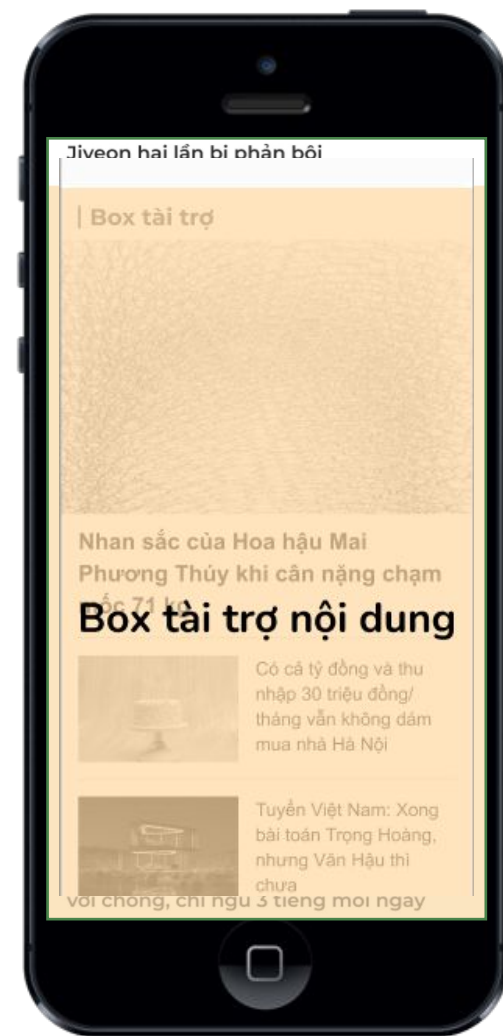 Jiyeon hai lần bị phản bội
| Box tài trợ
Nhan sắc của Hoa hậu Mai
Phương Thúy khi cân nặng chạm
mốc 71 kg
Box tài trợ nội dung
Có cả tỷ đồng và thu
nhập 30 triệu đồng/
tháng vẫn không dám
mua nhà Hà Nội
Tuyển Việt Nam: Xong
bài toán Trọng Hoàng,
nhưng Văn Hậu thì
chưa
với chồng, chỉ ngủ 3 tiếng mỗi ngày